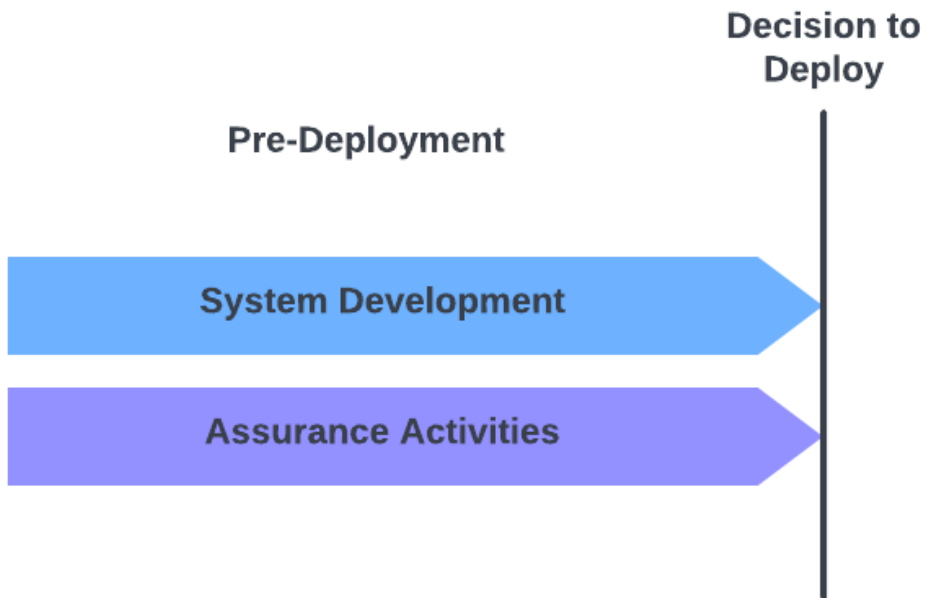 Decision to
Deploy
Pre-Deployment
System Development
Assurance Activities